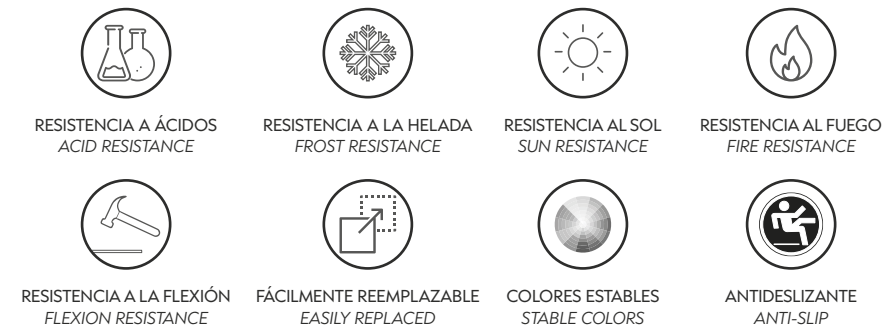 RESISTENCIA A ÁCIDOS
ACID RESISTANCE
RESISTENCIA A LA HELADA
FROST RESISTANCE
RESISTENCIA AL SOL
SUN RESISTANCE
RESISTENCIA AL FUEGO
FIRE RESISTANCE
RESISTENCIA A LA FLEXIÓN
FLEXION RESISTANCE
FÁCILMENTE REEMPLAZABLE
EASILY REPLACED
COLORES ESTABLES
STABLE COLORS
ANTIDESLIZANTE
ANTI-SLIP